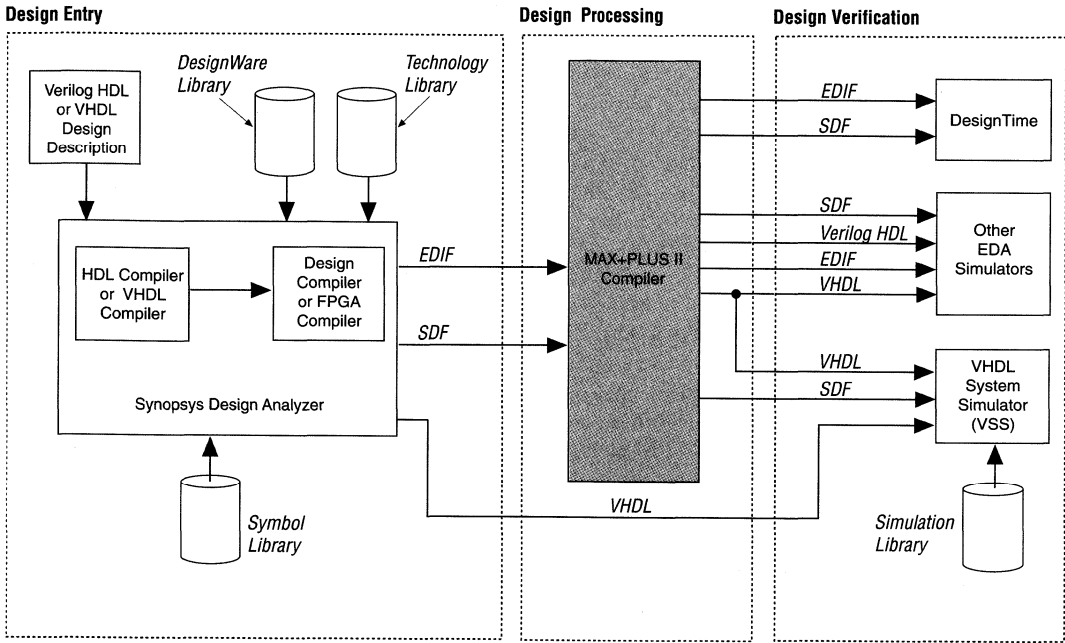 Design Entry
Design Processing
Design Verification
Verilog HDL
or VHDL
Design
Description
DesignWare
Library
Technology
Library
HDL Compiler
or VHDL
Compiler
Design
Compiler
or FPGA
Compiler
Synopsys Design Analyzer
Symbol
Library
EDIF
SDF
VHDL
MAX+PLUS II
Compiler
EDIF
SDF
DesignTime
SDF
Verilog HDL
EDIF
VHDL
Other
EDA
Simulators
VHDL
SDF
VHDL
System
Simulator
(VSS)
Simulation
Library